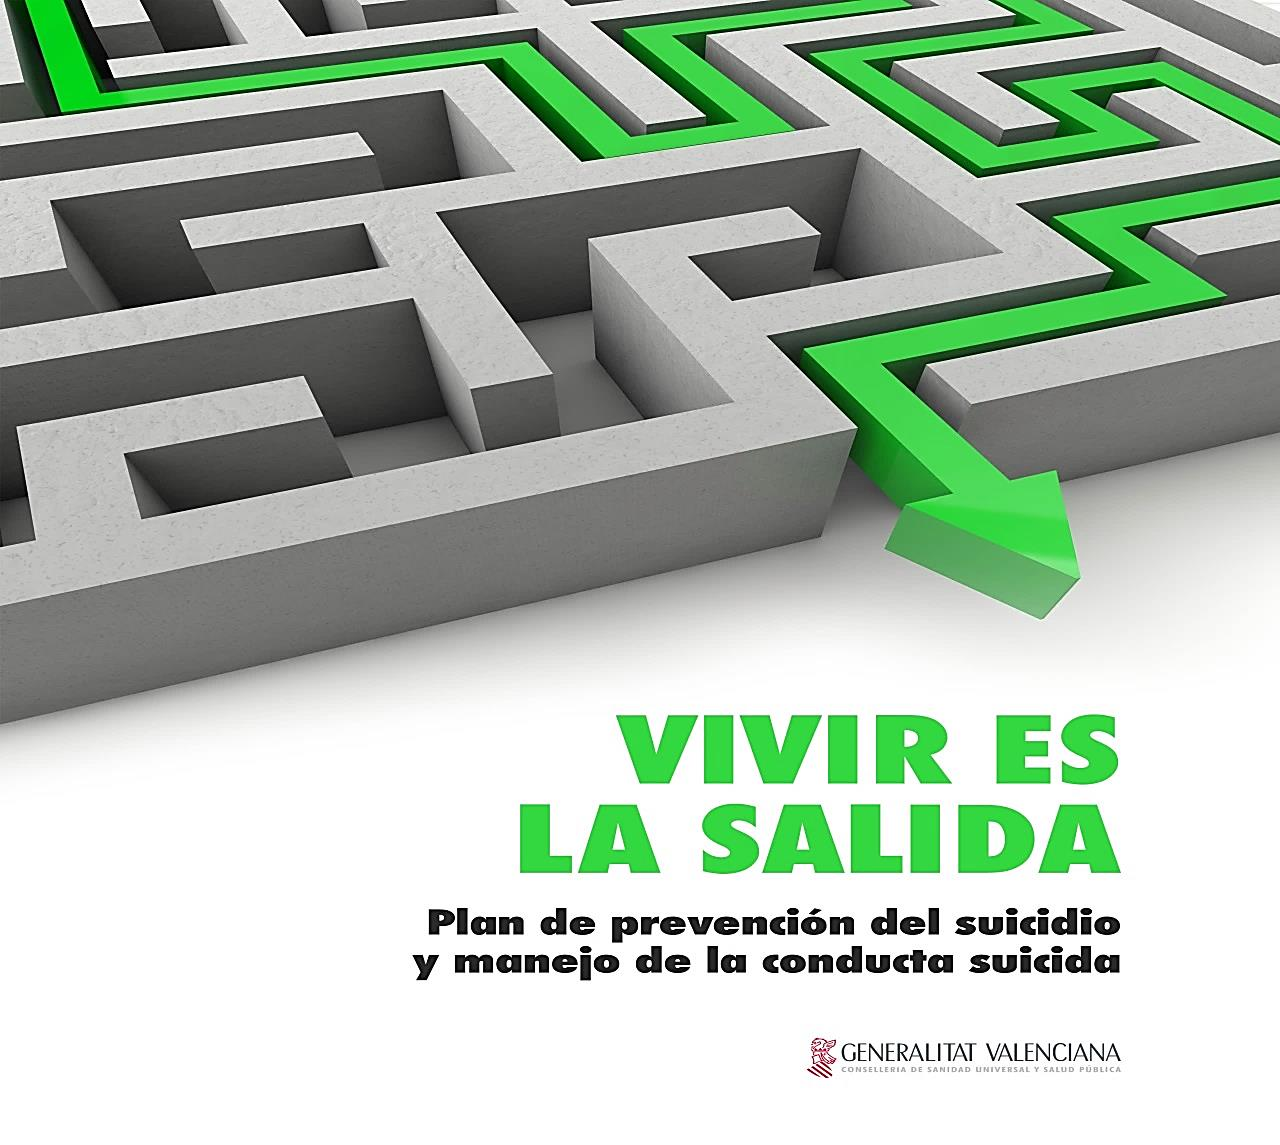 VIVIR ES
LA SALIDA
Plan de prevención del suicidio
y manejo de la conducta suicida
GENERALITAT VALENCIANA
CONSELLERIA DE SANIDAD UNIVERSAL Y SALUD PÚBLICA